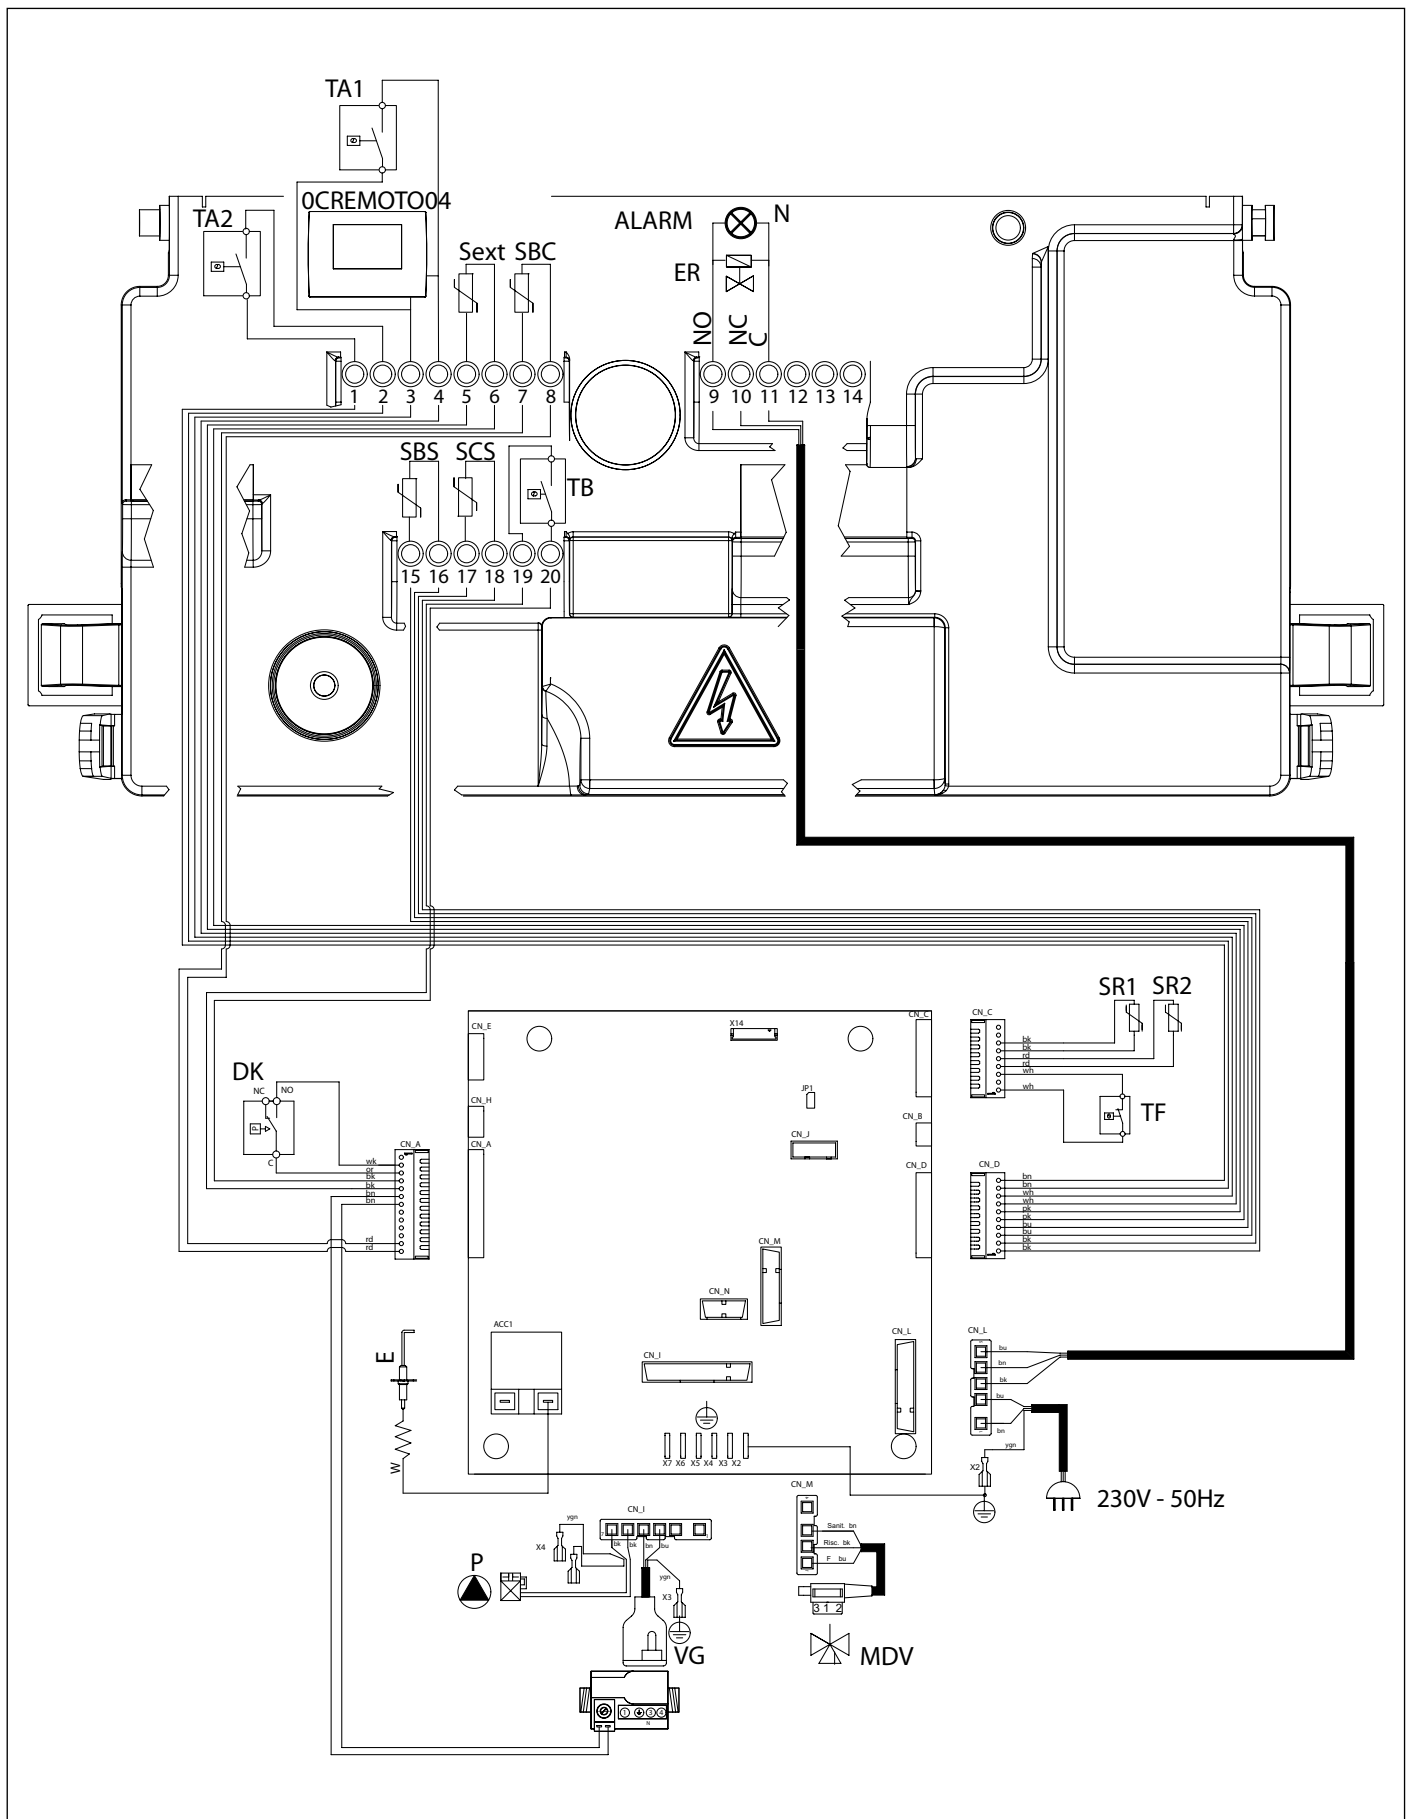 TA1
0CREMOTO04
TA2
ALARM
N
Sext
SBC
ER
NO
NC
C
1 2 3 4 5 6 7 8
9 10 11 12 13 14
SBS
SCS
TB
15 16 17 18 19 20
SR1
SR2
X14
CN_E
CN_C
CN_C
bk
bk
rd
rd
wh
wh
DK
NC
NO
P
C
JP1
CN_H
CN_B
TF
CN_J
CN_A
CN_A
CN_D
CN_D
wk
or
bk
bk
bn
bn
rd
rd
bn
bn
wh
wh
pk
pk
bu
bu
bk
bk
CN_M
CN_N
ACC1
CN_L
CN_L
CN_I
E
W
bu
bn
bk
bu
bn
ygn
X7 X6 X5 X4 X3 X2
X2
230V - 50Hz
CN_M
CN_I
ygn
X4
bk
bk
bn
bu
Sanit. bn
Risc. bk
F bu
P
ygn
X3
3 1 2
VG
MDV
1 3 4
N